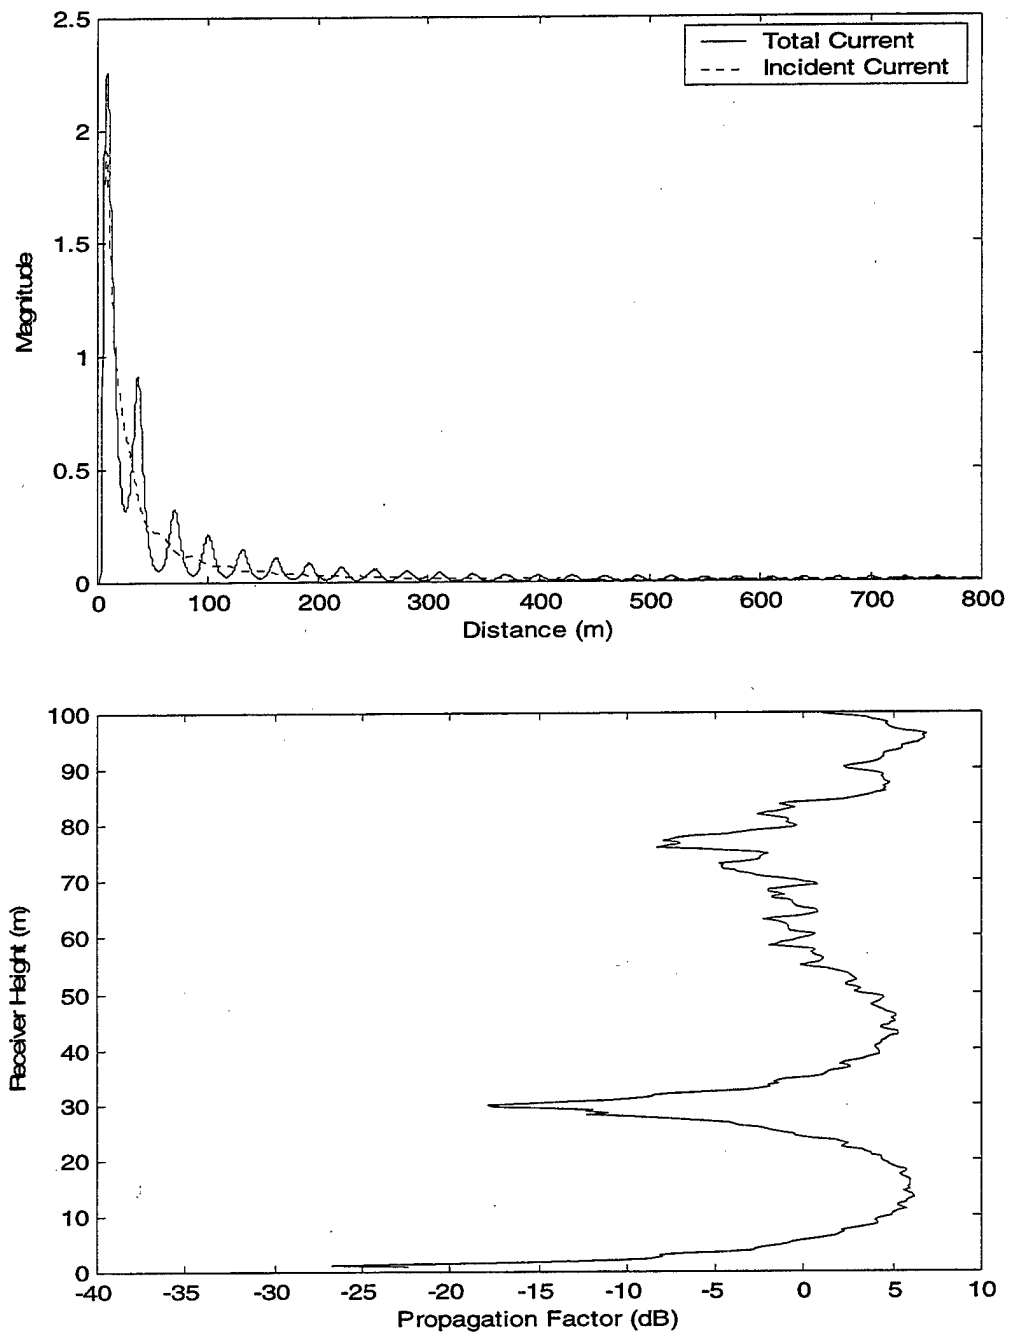 2.5
2
1.5
1
0.5
0
Magnitude
Total Current
Incident Current
0 100 200 300 400 500 600 700 800
Distance (m)
100
90
80
70
60
50
40
30
20
10
0
Receiver Height (m)
-40 -35 -30 -25 -20 -15 -10 -5 0 5 10
Propagation Factor (dB)